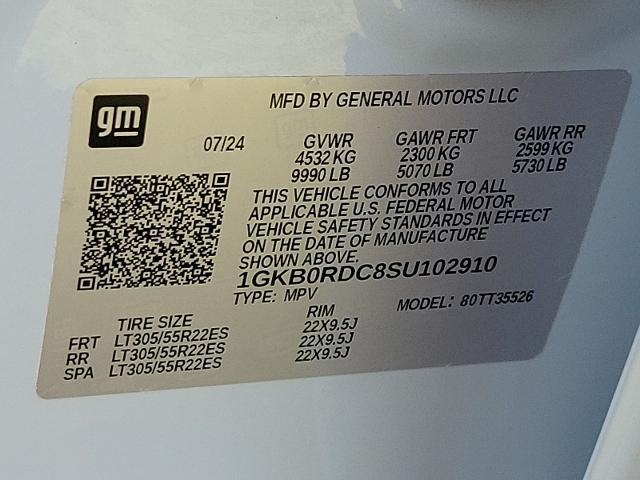 gm
MFD BY GENERAL MOTORS LLC
07/24 GVWR GAWR FRT GAWR RR
4532 KG 2300 KG 2599 KG
9990 LB 5070 LB 5730 LB
THIS VEHICLE CONFORMS TO ALL
APPLICABLE U.S. FEDERAL MOTOR
VEHICLE SAFETY STANDARDS IN EFFECT
ON THE DATE OF MANUFACTURE
SHOWN ABOVE.
1GKB0RDC8SU102910
TYPE: MPV MODEL: 80TT35526
TIRE SIZE RIM
FRT LT305/55R22ES 22X9.5J
RR LT305/55R22ES 22X9.5J
SPA LT305/55R22ES 22X9.5J